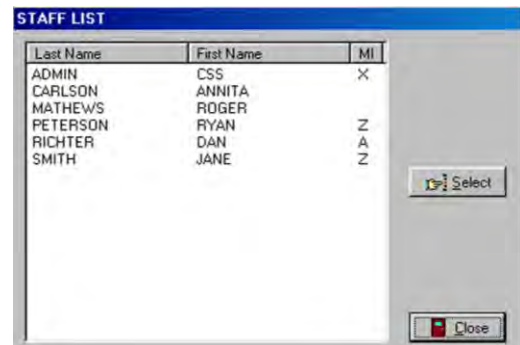 STAFF LIST
Last Name First Name MI
ADMIN CSS X
CARLSON ANNITA
MATHEWS ROGER
PETERSON RYAN Z
RICHTER DAN A
SMITH JANE Z
Select
Close